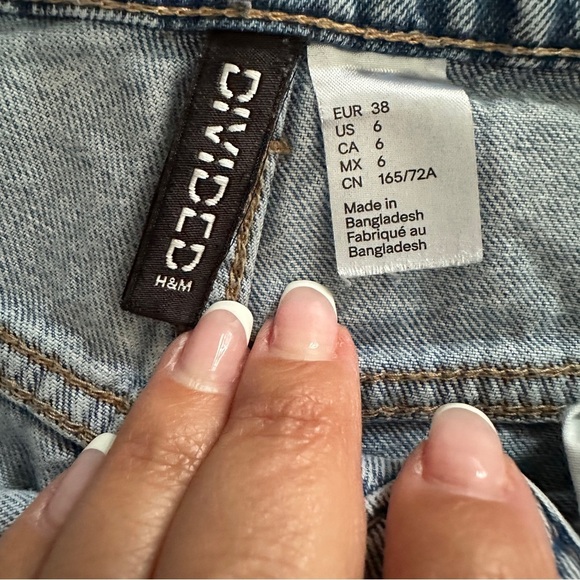 DIVIDED
H&M
EUR 38
US 6
CA 6
MX 6
CN 165/72A
Made in
Bangladesh
Fabriqué au
Bangladesh